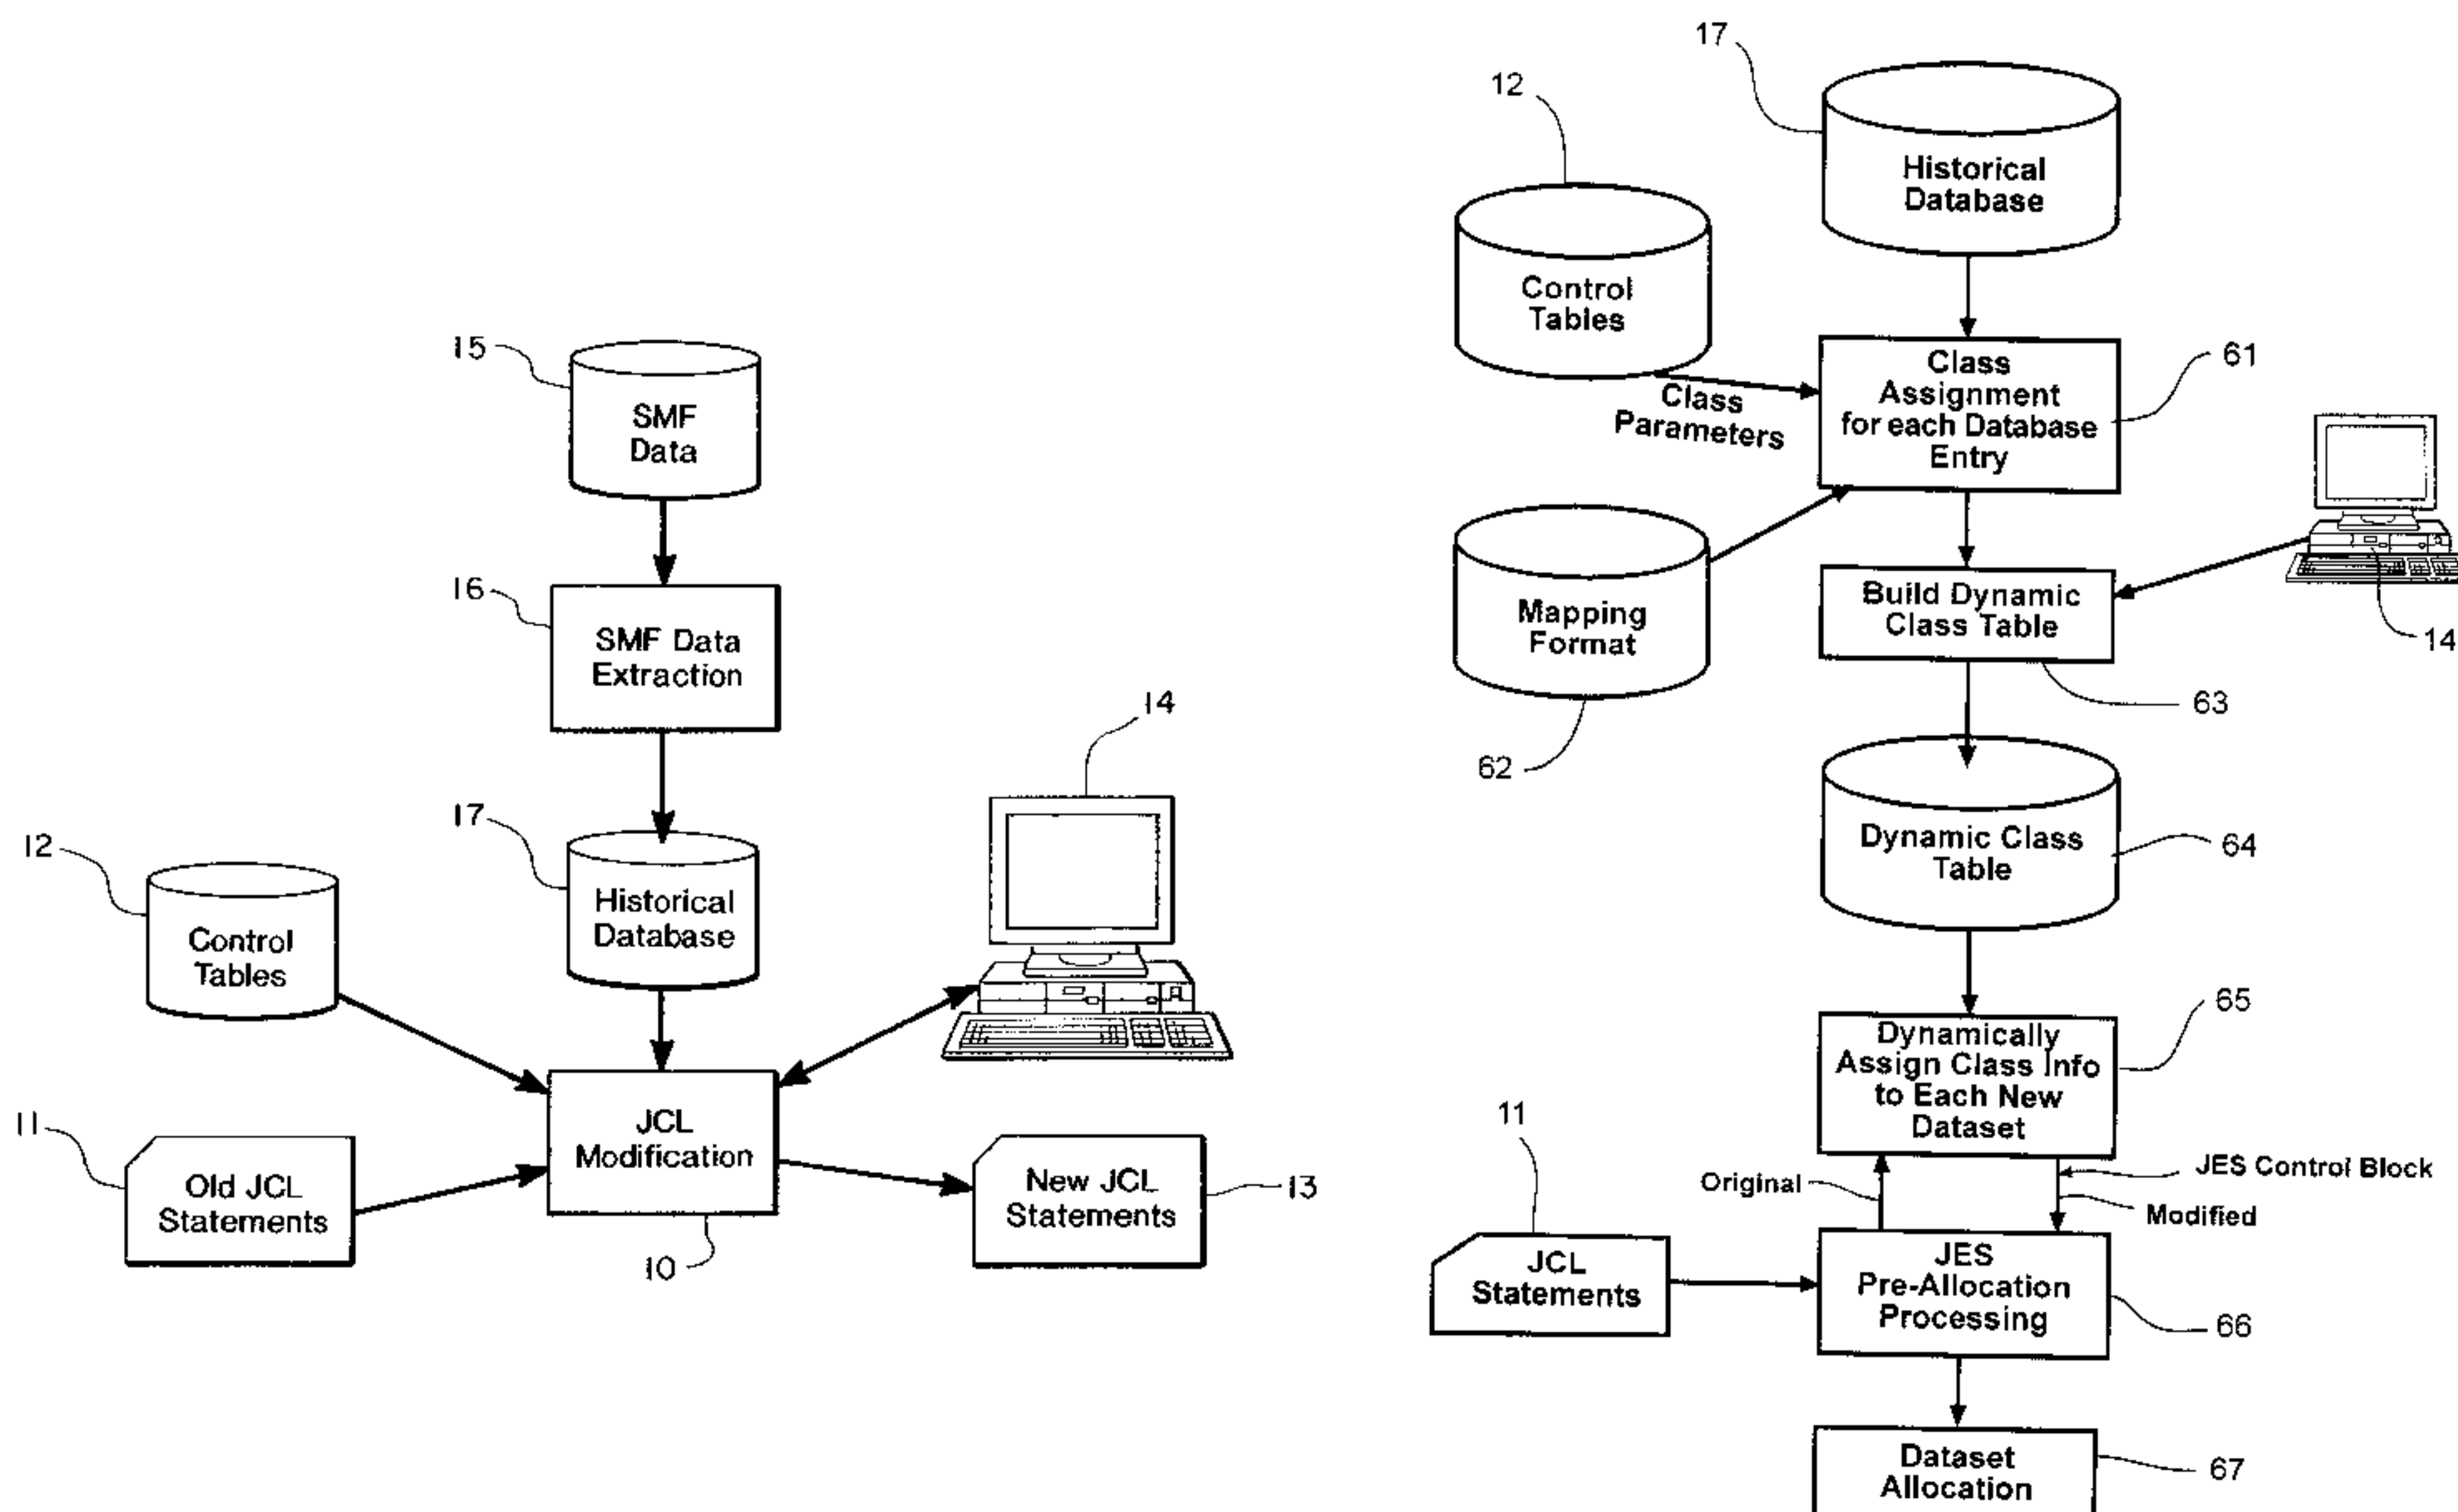 15
SMF
Data
16
SMF Data
Extraction
14
17
Historical
Database
12
Control
Tables
11
Old JCL
Statements
JCL
Modification
10
New JCL
Statements
13
17
Historical
Database
12
Control
Tables
Class
Parameters
Class
Assignment
for each Database
Entry
61
Mapping
Format
62
Build Dynamic
Class Table
14
63
Dynamic Class
Table
64
Dynamically
Assign Class Info
to Each New
Dataset
65
Original
JES Control Block
Modified
11
JCL
Statements
JES
Pre-Allocation
Processing
66
Dataset
Allocation
67